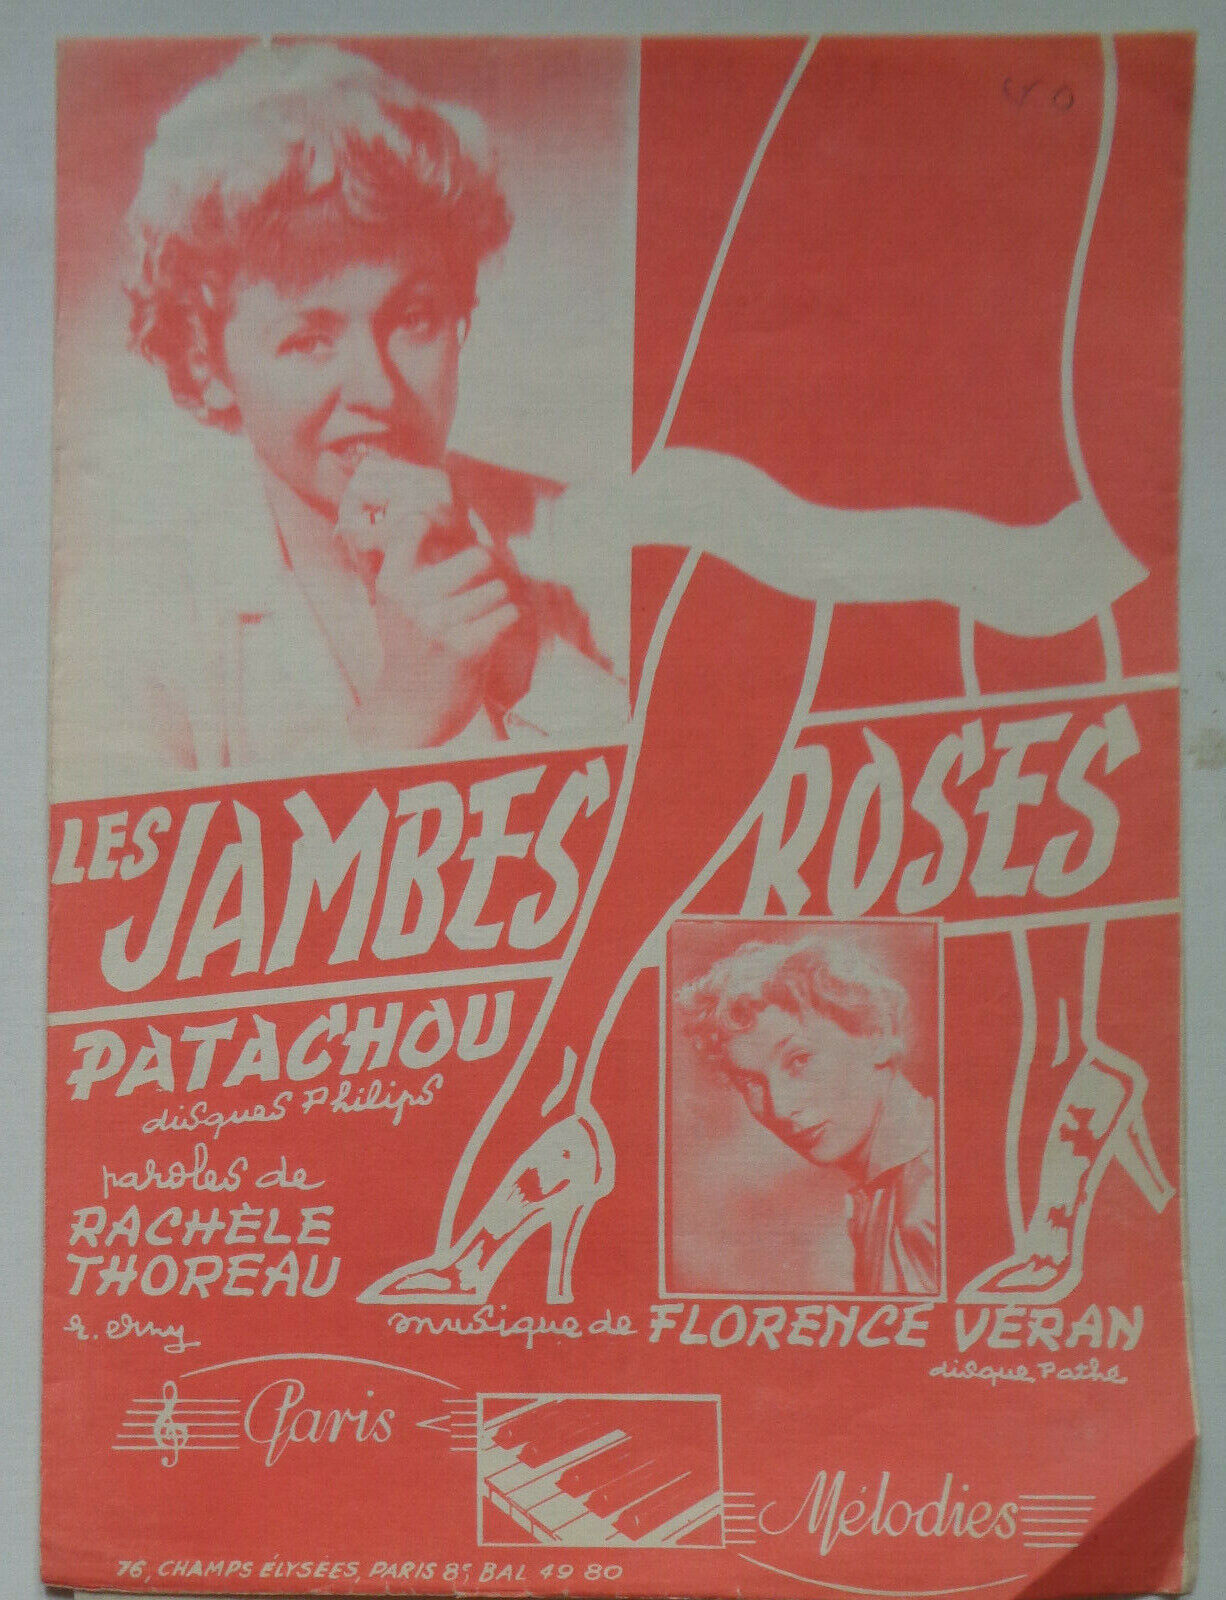 LES JAMBES ROSES
PATACHOU
disques Philips
paroles de
RACHÈLE
THOREAU
musique de FLORENCE VÉRAN
disque Pathé
Paris
Mélodies
76, CHAMPS ÉLYSÉES, PARIS 8e, BAL 49 80